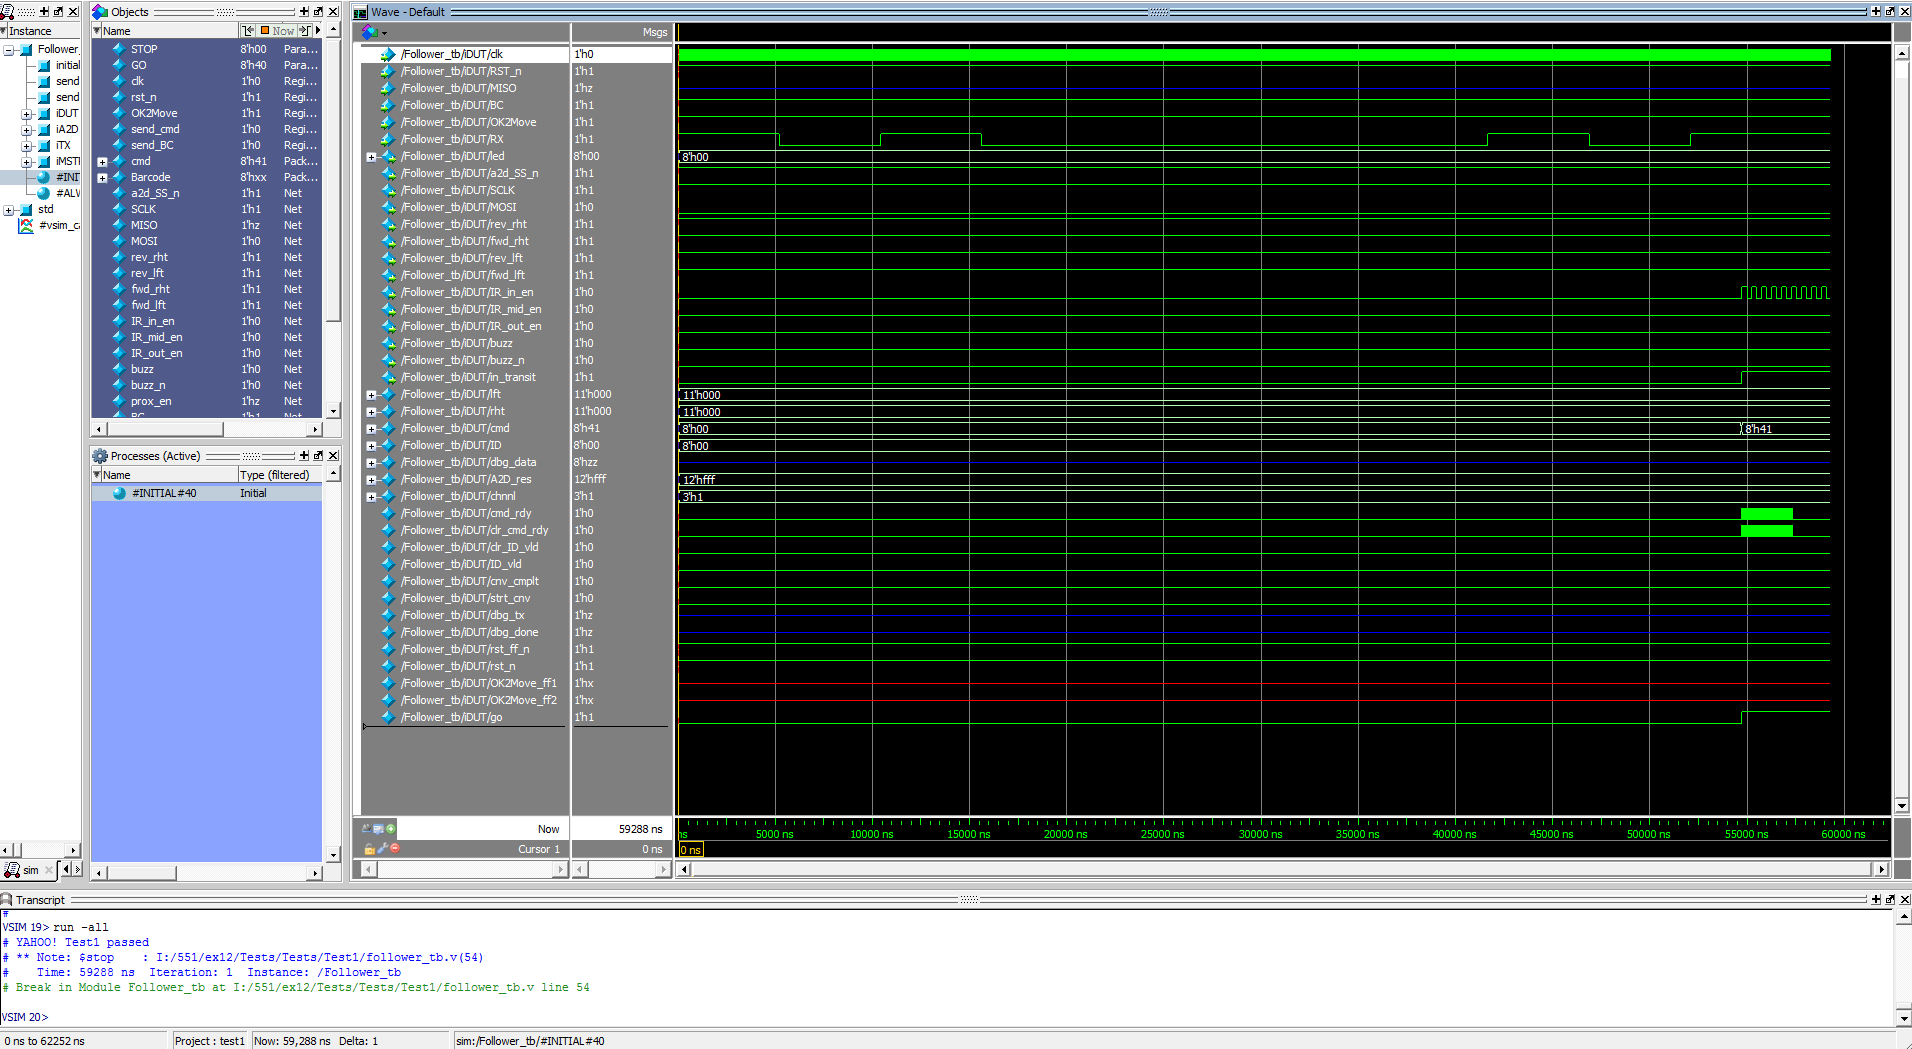 Instance
Follower_
initial
send
send
iDUT
iA2D
iTX
iMSTI
#INIT
#ALW
std
#vsim_ca
sim
Objects
Name Now
STOP 8'h00 Para...
GO 8'h40 Para...
clk 1'h0 Regi...
rst_n 1'h1 Regi...
OK2Move 1'h1 Regi...
send_cmd 1'h0 Regi...
send_BC 1'h0 Regi...
cmd 8'h41 Pack...
Barcode 8'hxx Pack...
a2d_SS_n 1'h1 Net
SCLK 1'h1 Net
MISO 1'hz Net
MOSI 1'h0 Net
rev_rht 1'h1 Net
rev_lft 1'h1 Net
fwd_rht 1'h1 Net
fwd_lft 1'h1 Net
IR_in_en 1'h0 Net
IR_mid_en 1'h0 Net
IR_out_en 1'h0 Net
buzz 1'h0 Net
buzz_n 1'h0 Net
prox_en 1'hz Net
BC 1'h1 Net
Processes (Active)
Name Type (filtered)
#INITIAL#40 Initial
Wave - Default
Msgs
/Follower_tb/iDUT/clk 1'h0
/Follower_tb/iDUT/RST_n 1'h1
/Follower_tb/iDUT/MISO 1'hz
/Follower_tb/iDUT/BC 1'h1
/Follower_tb/iDUT/OK2Move 1'h1
/Follower_tb/iDUT/RX 1'h1
/Follower_tb/iDUT/led 8'h00 8'h00
/Follower_tb/iDUT/a2d_SS_n 1'h1
/Follower_tb/iDUT/SCLK 1'h1
/Follower_tb/iDUT/MOSI 1'h0
/Follower_tb/iDUT/rev_rht 1'h1
/Follower_tb/iDUT/fwd_rht 1'h1
/Follower_tb/iDUT/rev_lft 1'h1
/Follower_tb/iDUT/fwd_lft 1'h1
/Follower_tb/iDUT/IR_in_en 1'h0
/Follower_tb/iDUT/IR_mid_en 1'h0
/Follower_tb/iDUT/IR_out_en 1'h0
/Follower_tb/iDUT/buzz 1'h0
/Follower_tb/iDUT/buzz_n 1'h0
/Follower_tb/iDUT/in_transit 1'h1
/Follower_tb/iDUT/lft 11'h000 11'h000
/Follower_tb/iDUT/rht 11'h000 11'h000
/Follower_tb/iDUT/cmd 8'h41 8'h00 8'h41
/Follower_tb/iDUT/ID 8'h00 8'h00
/Follower_tb/iDUT/dbg_data 8'hzz
/Follower_tb/iDUT/A2D_res 12'hfff 12'hfff
/Follower_tb/iDUT/chnnl 3'h1 3'h1
/Follower_tb/iDUT/cmd_rdy 1'h0
/Follower_tb/iDUT/clr_cmd_rdy 1'h0
/Follower_tb/iDUT/clr_ID_vld 1'h0
/Follower_tb/iDUT/ID_vld 1'h0
/Follower_tb/iDUT/cnv_cmplt 1'h0
/Follower_tb/iDUT/strt_cnv 1'h0
/Follower_tb/iDUT/dbg_tx 1'hz
/Follower_tb/iDUT/dbg_done 1'hz
/Follower_tb/iDUT/rst_ff_n 1'h1
/Follower_tb/iDUT/rst_n 1'h1
/Follower_tb/iDUT/OK2Move_ff1 1'hx
/Follower_tb/iDUT/OK2Move_ff2 1'hx
/Follower_tb/iDUT/go 1'h1
Now 59288 ns ns 5000 ns 10000 ns 15000 ns 20000 ns 25000 ns 30000 ns 35000 ns 40000 ns 45000 ns 50000 ns 55000 ns 60000 ns
Cursor 1 0 ns 0 ns
Transcript
#
VSIM 19> run -all
# YAHOO! Test1 passed
# ** Note: $stop : I:/551/ex12/Tests/Tests/Test1/follower_tb.v(54)
# Time: 59288 ns Iteration: 1 Instance: /Follower_tb
# Break in Module Follower_tb at I:/551/ex12/Tests/Tests/Test1/follower_tb.v line 54
VSIM 20>
0 ns to 62252 ns Project : test1 Now: 59,288 ns Delta: 1 sim:/Follower_tb/#INITIAL#40